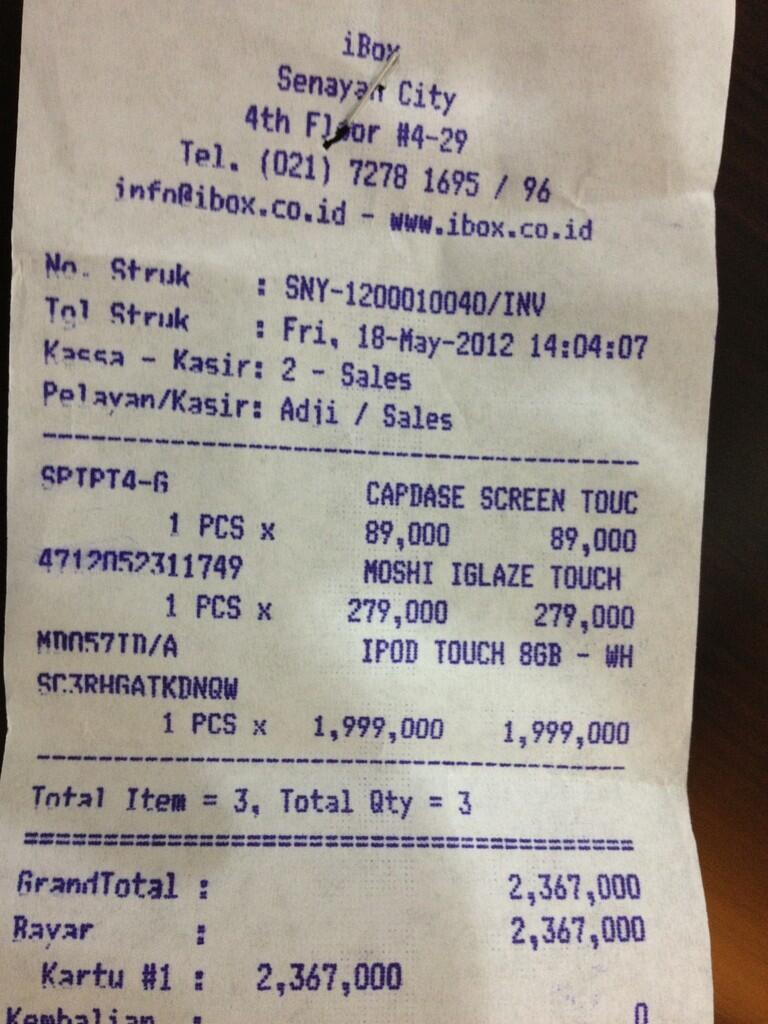 iBox
Senayan City
4th Floor #4-29
Tel. (021) 7278 1695 / 96
info@ibox.co.id - www.ibox.co.id
No. Struk : SNY-1200010040/INV
Tgl Struk : Fri, 18-May-2012 14:04:07
Kassa - Kasir: 2 - Sales
Pelayan/Kasir: Adji / Sales
SPIPT4-G CAPDASE SCREEN TOUC
1 PCS x 89,000 89,000
4712052311749 MOSHI IGLAZE TOUCH
1 PCS x 279,000 279,000
MD057ID/A IPOD TOUCH 8GB - WH
SC3RHGATKDNQW
1 PCS x 1,999,000 1,999,000
Total Item = 3, Total Qty = 3
GrandTotal : 2,367,000
Bayar : 2,367,000
Kartu #1 : 2,367,000
Kembalian : 0